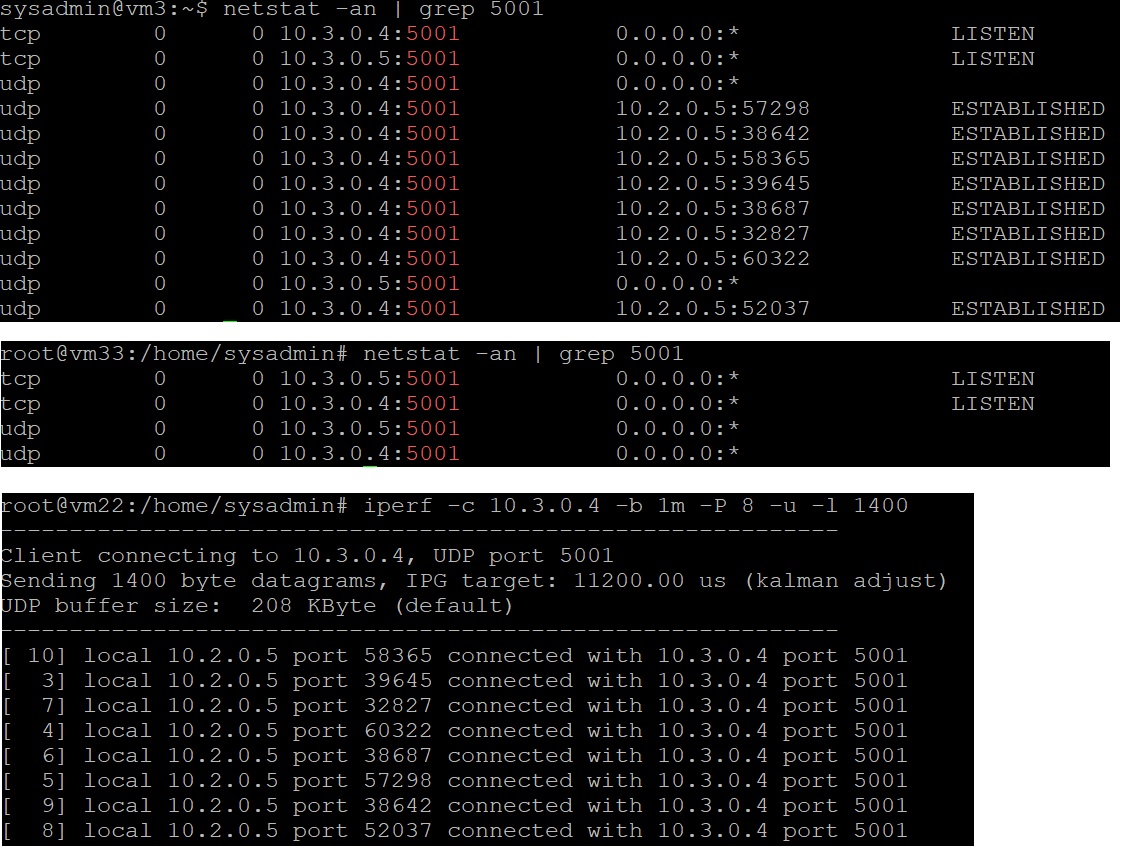 sysadmin@vm3:~$ netstat -an | grep 5001
tcp 0 0 10.3.0.4:5001 0.0.0.0:* LISTEN
tcp 0 0 10.3.0.5:5001 0.0.0.0:* LISTEN
udp 0 0 10.3.0.4:5001 0.0.0.0:*
udp 0 0 10.3.0.4:5001 10.2.0.5:57298 ESTABLISHED
udp 0 0 10.3.0.4:5001 10.2.0.5:38642 ESTABLISHED
udp 0 0 10.3.0.4:5001 10.2.0.5:58365 ESTABLISHED
udp 0 0 10.3.0.4:5001 10.2.0.5:39645 ESTABLISHED
udp 0 0 10.3.0.4:5001 10.2.0.5:38687 ESTABLISHED
udp 0 0 10.3.0.4:5001 10.2.0.5:32827 ESTABLISHED
udp 0 0 10.3.0.4:5001 10.2.0.5:60322 ESTABLISHED
udp 0 0 10.3.0.5:5001 0.0.0.0:*
udp 0 0 10.3.0.4:5001 10.2.0.5:52037 ESTABLISHED
root@vm33:/home/sysadmin# netstat -an | grep 5001
tcp 0 0 10.3.0.5:5001 0.0.0.0:* LISTEN
tcp 0 0 10.3.0.4:5001 0.0.0.0:* LISTEN
udp 0 0 10.3.0.5:5001 0.0.0.0:*
udp 0 0 10.3.0.4:5001 0.0.0.0:*
root@vm22:/home/sysadmin# iperf -c 10.3.0.4 -b 1m -P 8 -u -l 1400
------------------------------------------------------------
Client connecting to 10.3.0.4, UDP port 5001
Sending 1400 byte datagrams, IPG target: 11200.00 us (kalman adjust)
UDP buffer size: 208 KByte (default)
------------------------------------------------------------
[ 10] local 10.2.0.5 port 58365 connected with 10.3.0.4 port 5001
[ 3] local 10.2.0.5 port 39645 connected with 10.3.0.4 port 5001
[ 7] local 10.2.0.5 port 32827 connected with 10.3.0.4 port 5001
[ 4] local 10.2.0.5 port 60322 connected with 10.3.0.4 port 5001
[ 6] local 10.2.0.5 port 38687 connected with 10.3.0.4 port 5001
[ 5] local 10.2.0.5 port 57298 connected with 10.3.0.4 port 5001
[ 9] local 10.2.0.5 port 38642 connected with 10.3.0.4 port 5001
[ 8] local 10.2.0.5 port 52037 connected with 10.3.0.4 port 5001